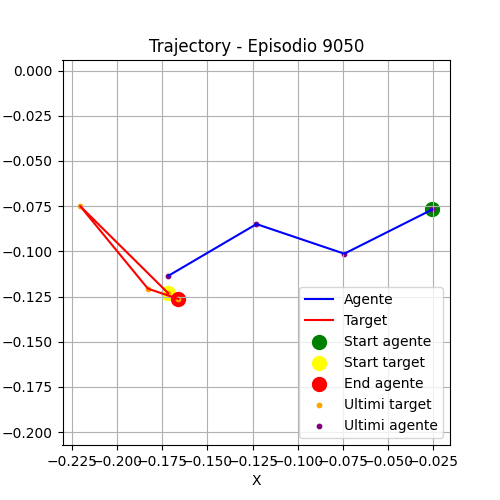 Trajectory - Episodio 9050
0.000
−0.025
−0.050
−0.075
−0.100
−0.125
−0.150
−0.175
−0.200
Agente
Target
Start agente
Start target
End agente
Ultimi target
Ultimi agente
−0.225 −0.200 −0.175 −0.150 −0.125 −0.100 −0.075 −0.050 −0.025
X